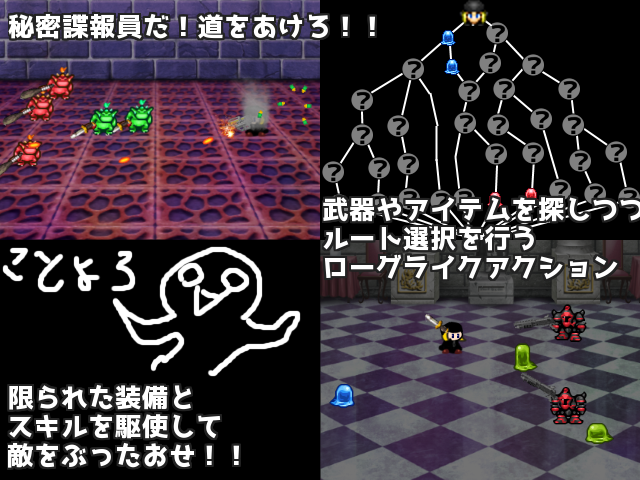 秘密諜報員だ！道をあけろ！！
武器やアイテムを探しつつ
ルート選択を行う
ローグライクアクション
ことよろ
限られた装備と
スキルを駆使して
敵をぶったおせ！！